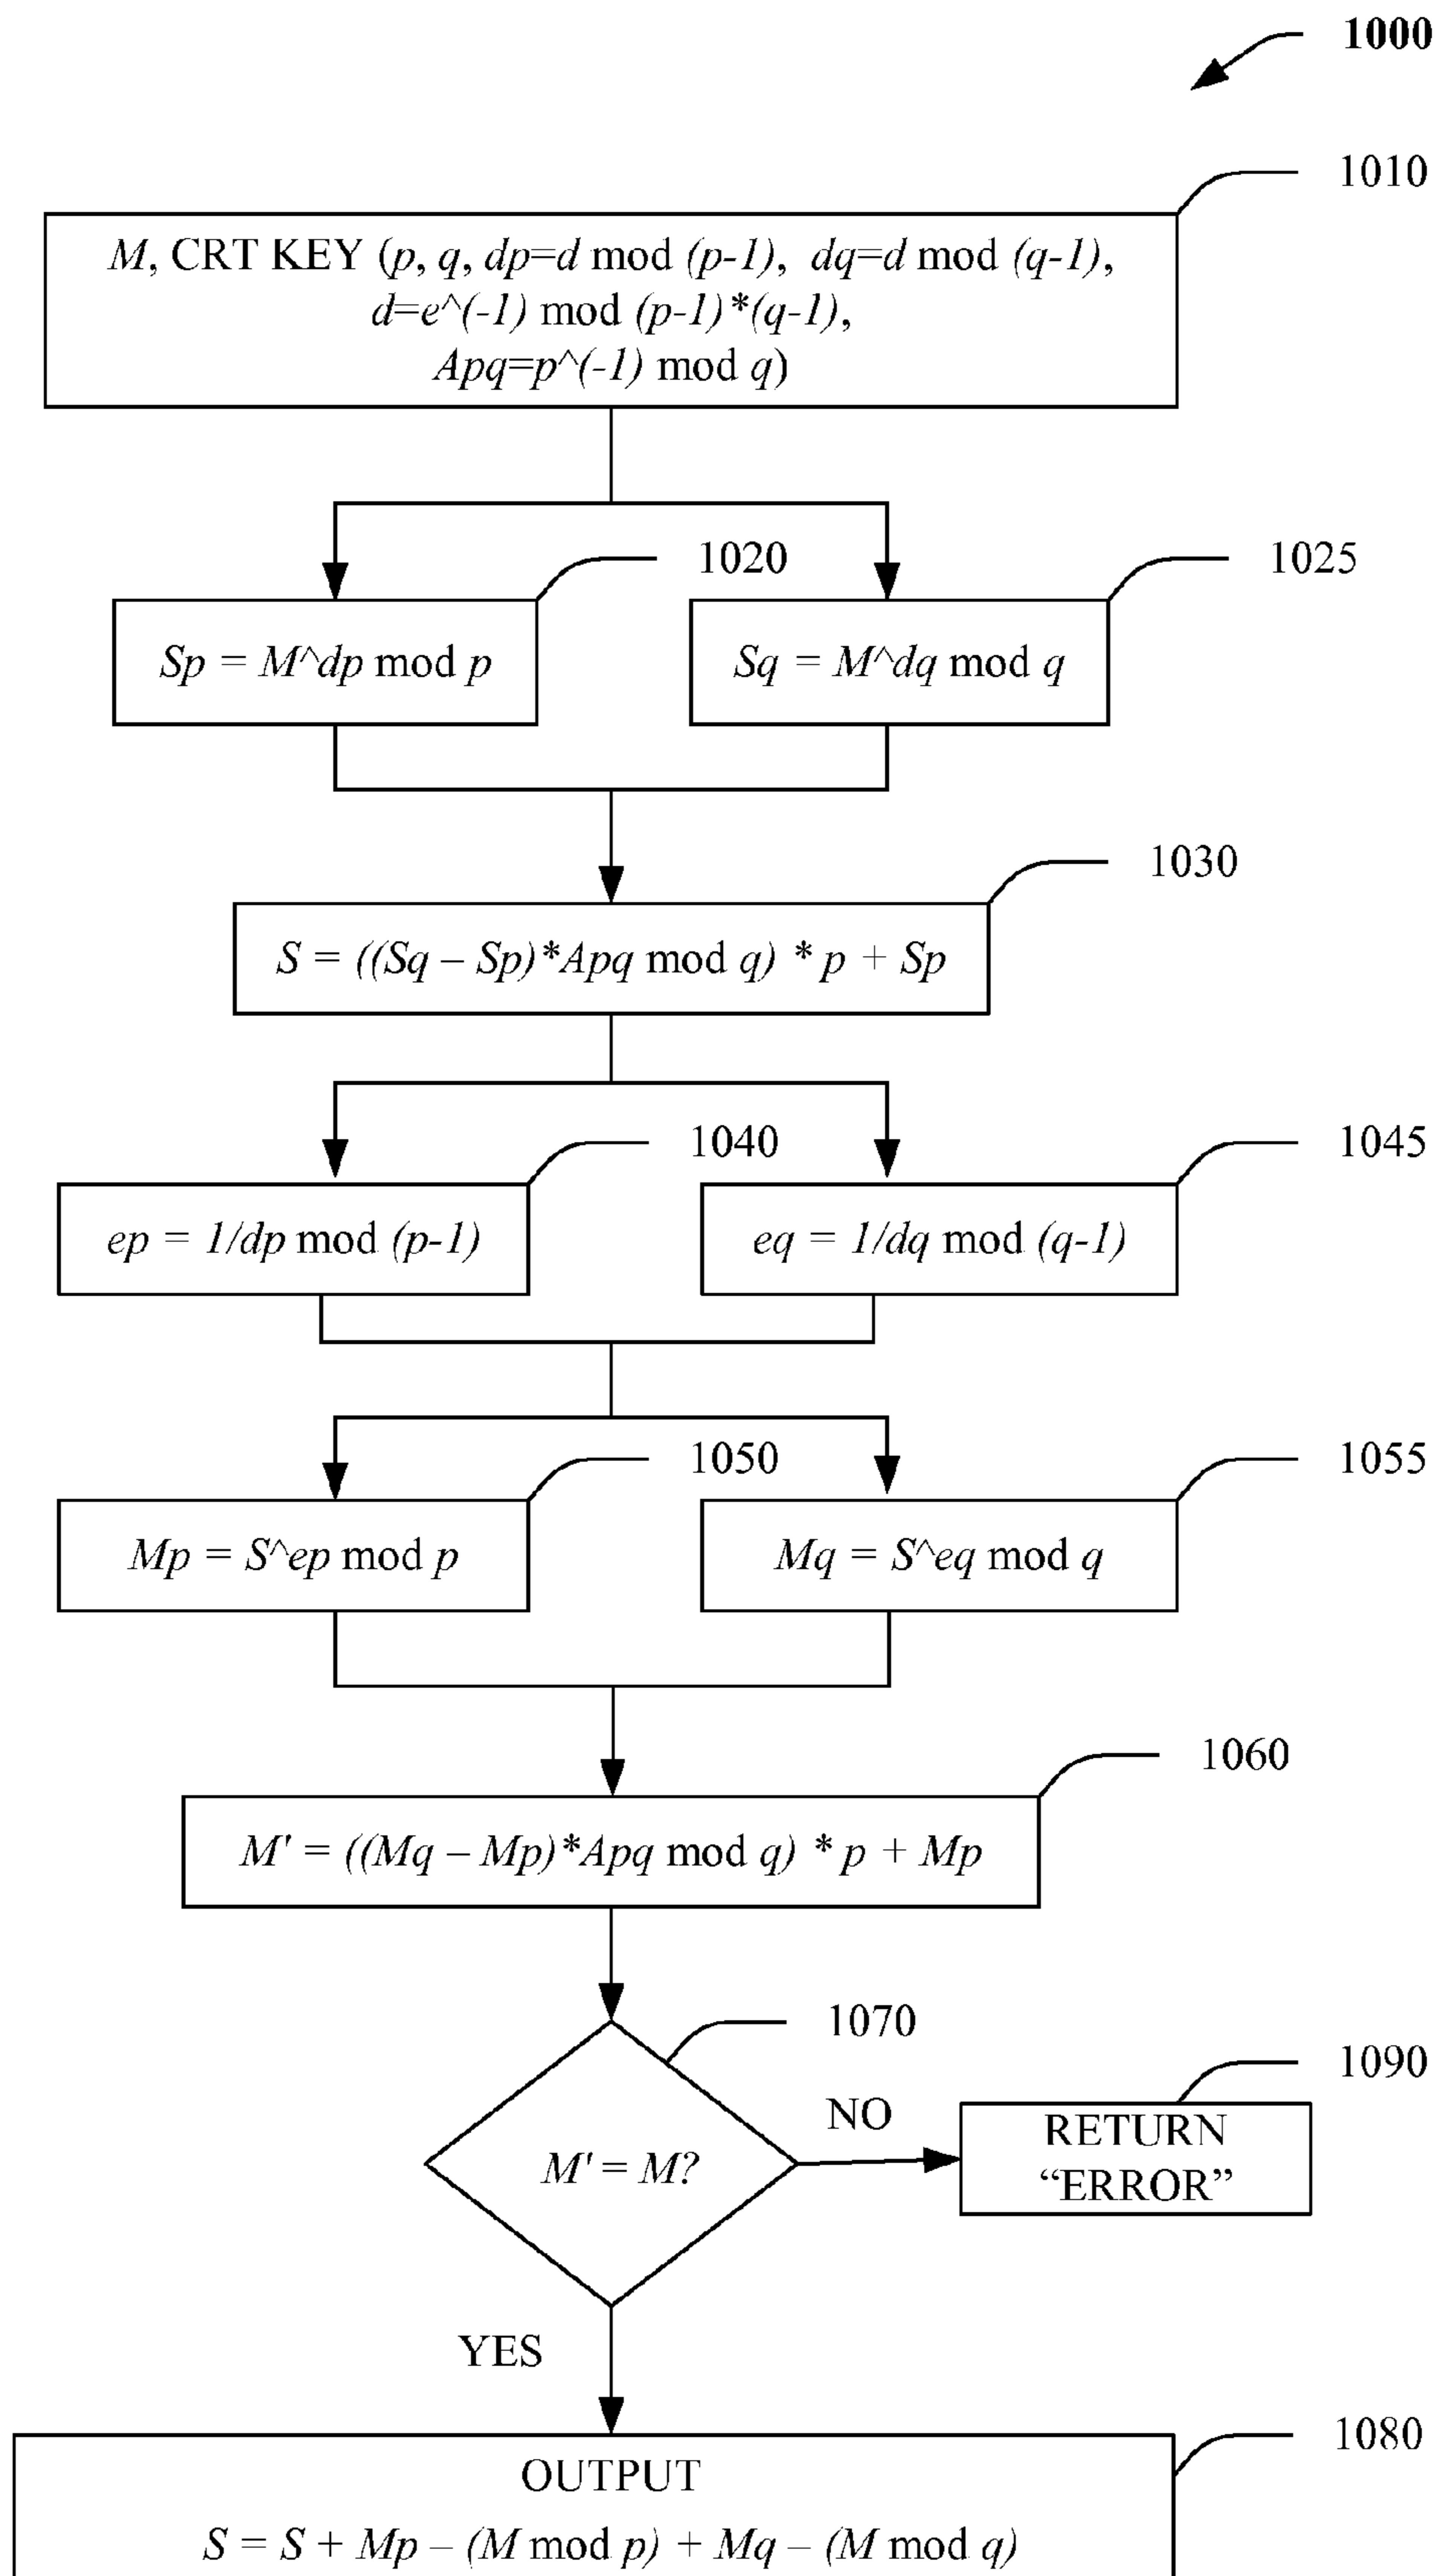 1000
1010
M, CRT KEY (p, q, dp=d mod (p-1), dq=d mod (q-1),
d=e^(-1) mod (p-1)*(q-1),
Apq=p^(-1) mod q)
1020
1025
Sp = M^dp mod p
Sq = M^dq mod q
1030
S = ((Sq – Sp)*Apq mod q) * p + Sp
1040
1045
ep = 1/dp mod (p-1)
eq = 1/dq mod (q-1)
1050
1055
Mp = S^ep mod p
Mq = S^eq mod q
1060
M' = ((Mq – Mp)*Apq mod q) * p + Mp
1070
1090
NO
RETURN
“ERROR”
M' = M?
YES
1080
OUTPUT
S = S + Mp – (M mod p) + Mq – (M mod q)